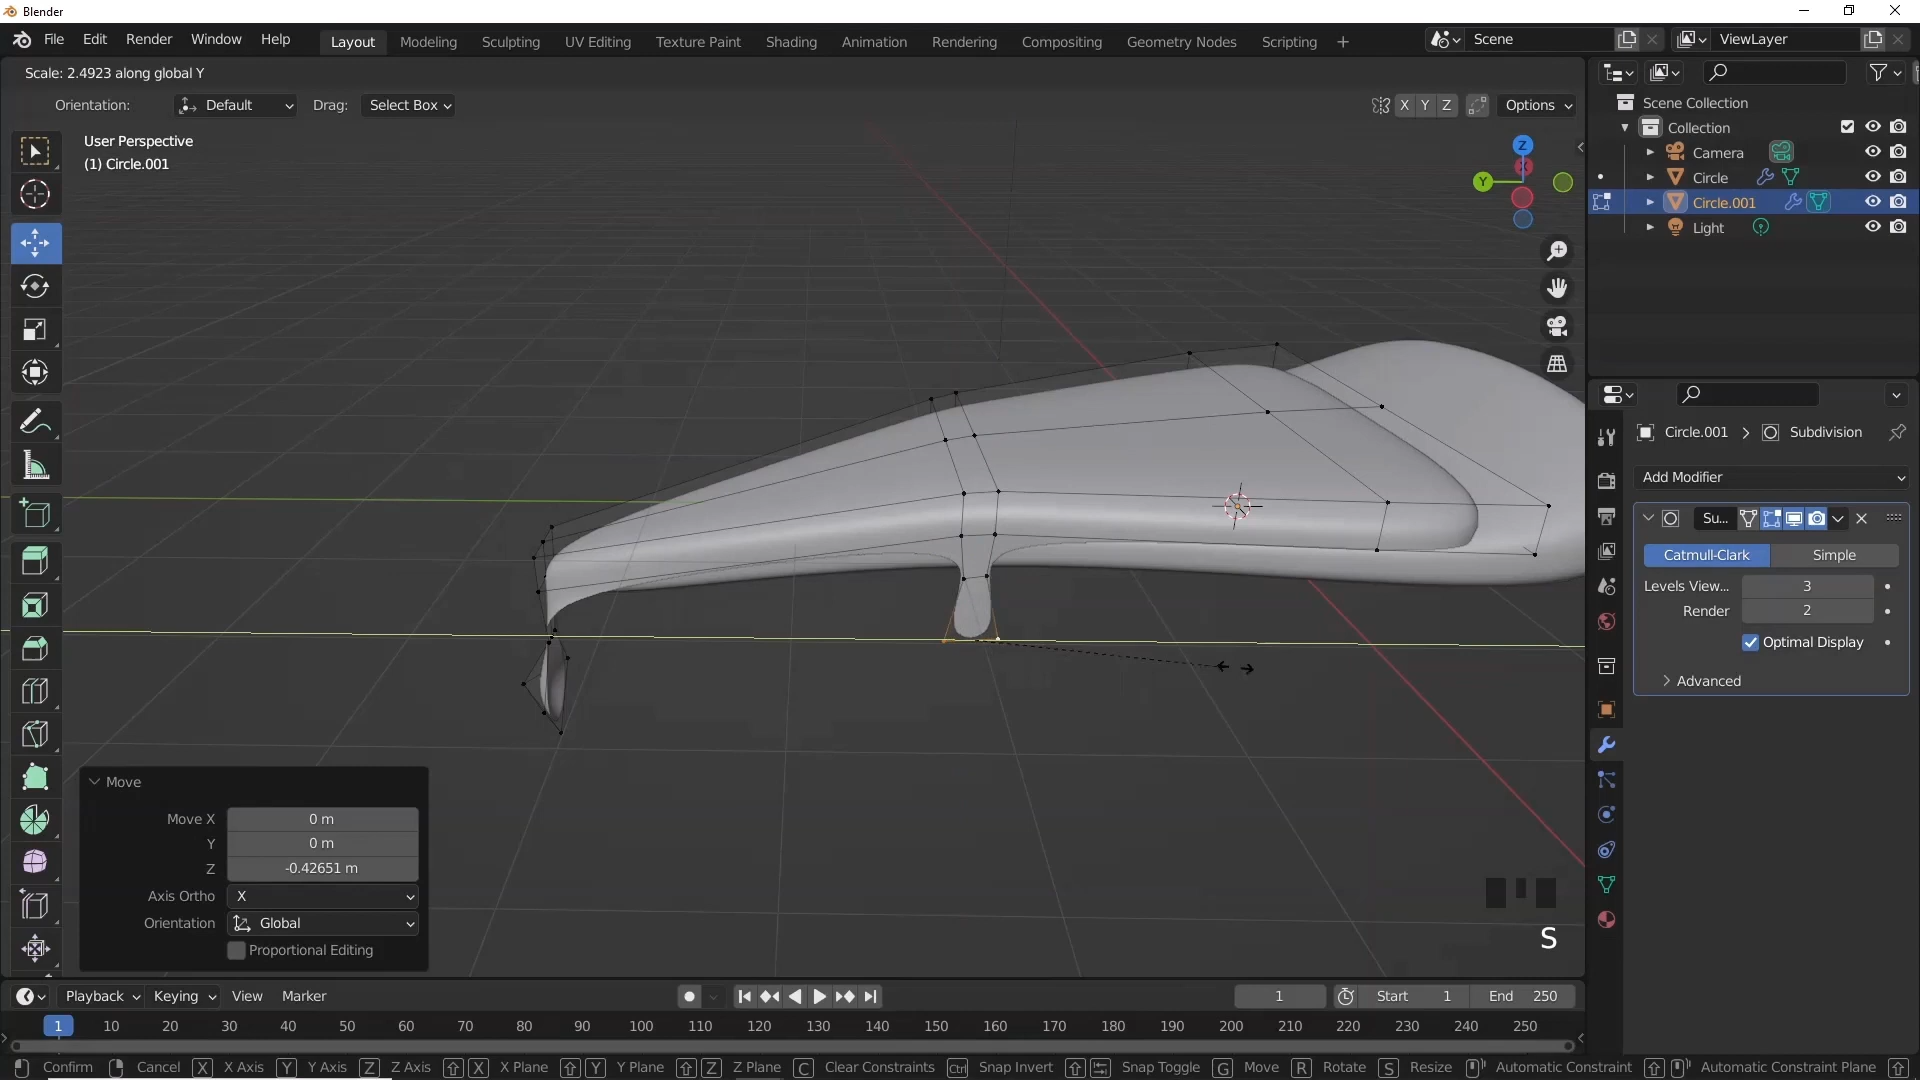 Blender
File Edit Render Window Help
Layout Modeling Sculpting UV Editing Texture Paint Shading Animation Rendering Compositing Geometry Nodes Scripting +
Scene
ViewLayer
Scale: 2.4923 along global Y
Orientation: Default Drag: Select Box
X Y Z Options
User Perspective
(1) Circle.001
Z
Y
Scene Collection
Collection
Camera
Circle
Circle.001
Light
Circle.001 > Subdivision
Add Modifier
Su...
Catmull-Clark Simple
Levels View... 3
Render 2
Optimal Display
Advanced
Move
Move X 0 m
Y 0 m
Z -0.42651 m
Axis Ortho X
Orientation Global
Proportional Editing
S
Playback Keying View Marker
1 Start 1 End 250
1 10 20 30 40 50 60 70 80 90 100 110 120 130 140 150 160 170 180 190 200 210 220 230 240 250
Confirm Cancel X X Axis Y Y Axis Z Z Axis X X Plane Y Y Plane Z Z Plane C Clear Constraints Ctrl Snap Invert Snap Toggle G Move R Rotate S Resize Automatic Constraint Automatic Constraint Plane